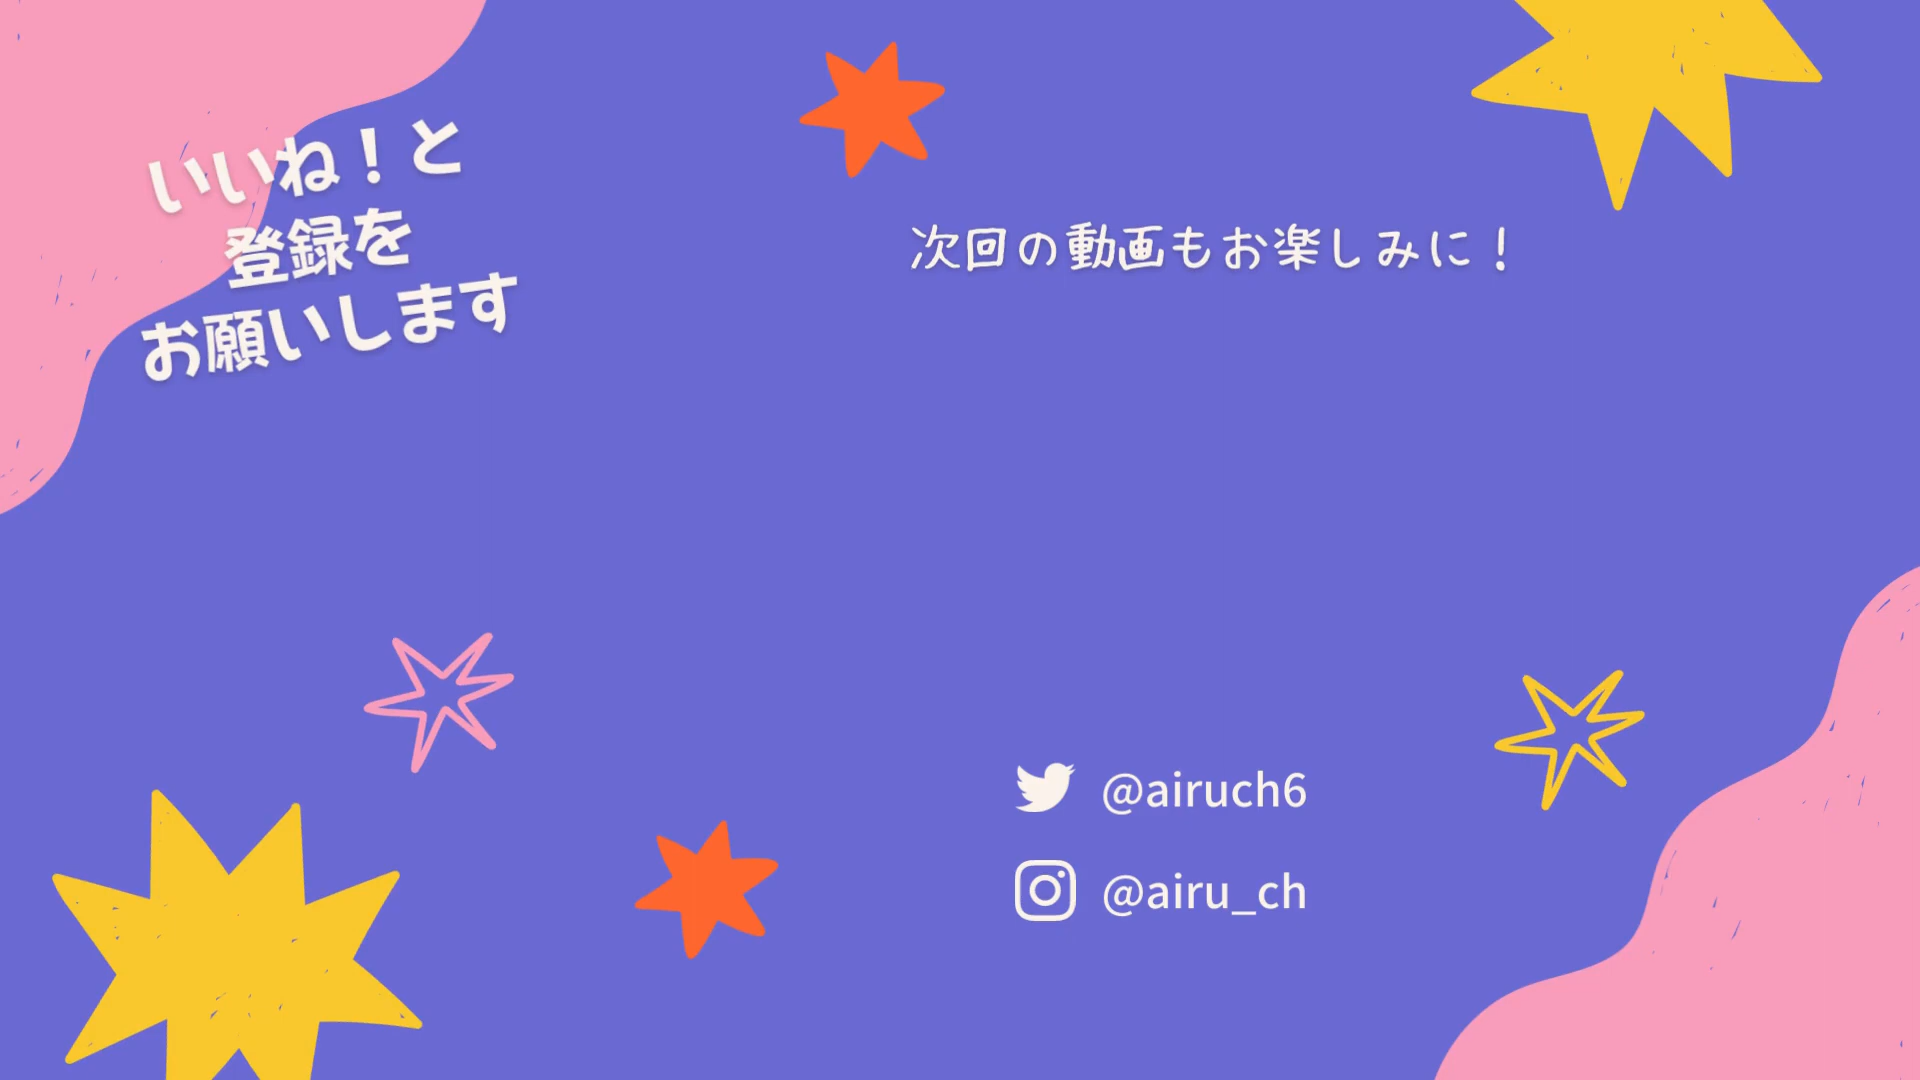 いいね！と
登録を
お願いします
次回の動画もお楽しみに！
@airuch6
@airu_ch